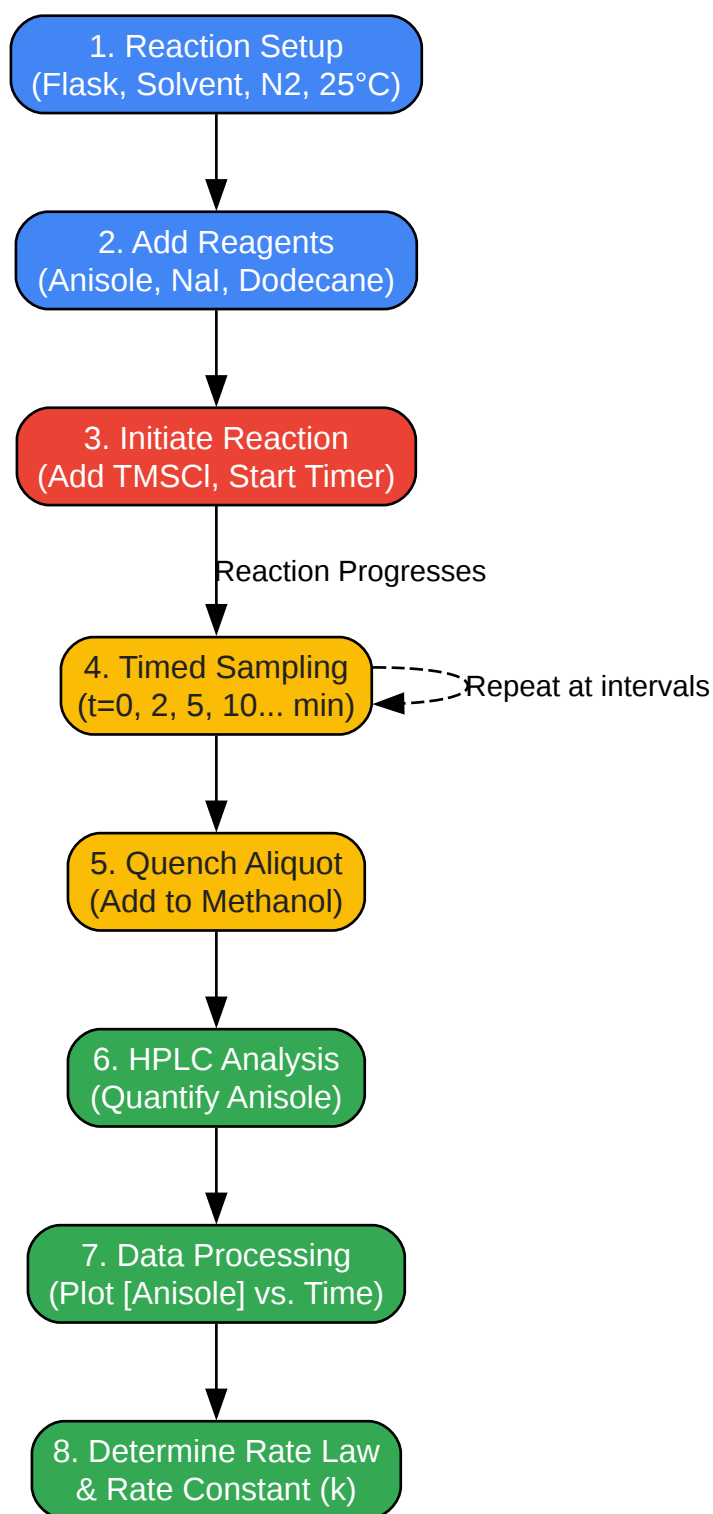 1. Reaction Setup
(Flask, Solvent, N2, 25°C)
2. Add Reagents
(Anisole, NaI, Dodecane)
3. Initiate Reaction
(Add TMSCl, Start Timer)
Reaction Progresses
4. Timed Sampling
(t=0, 2, 5, 10... min)
Repeat at intervals
5. Quench Aliquot
(Add to Methanol)
6. HPLC Analysis
(Quantify Anisole)
7. Data Processing
(Plot [Anisole] vs. Time)
8. Determine Rate Law
& Rate Constant (k)